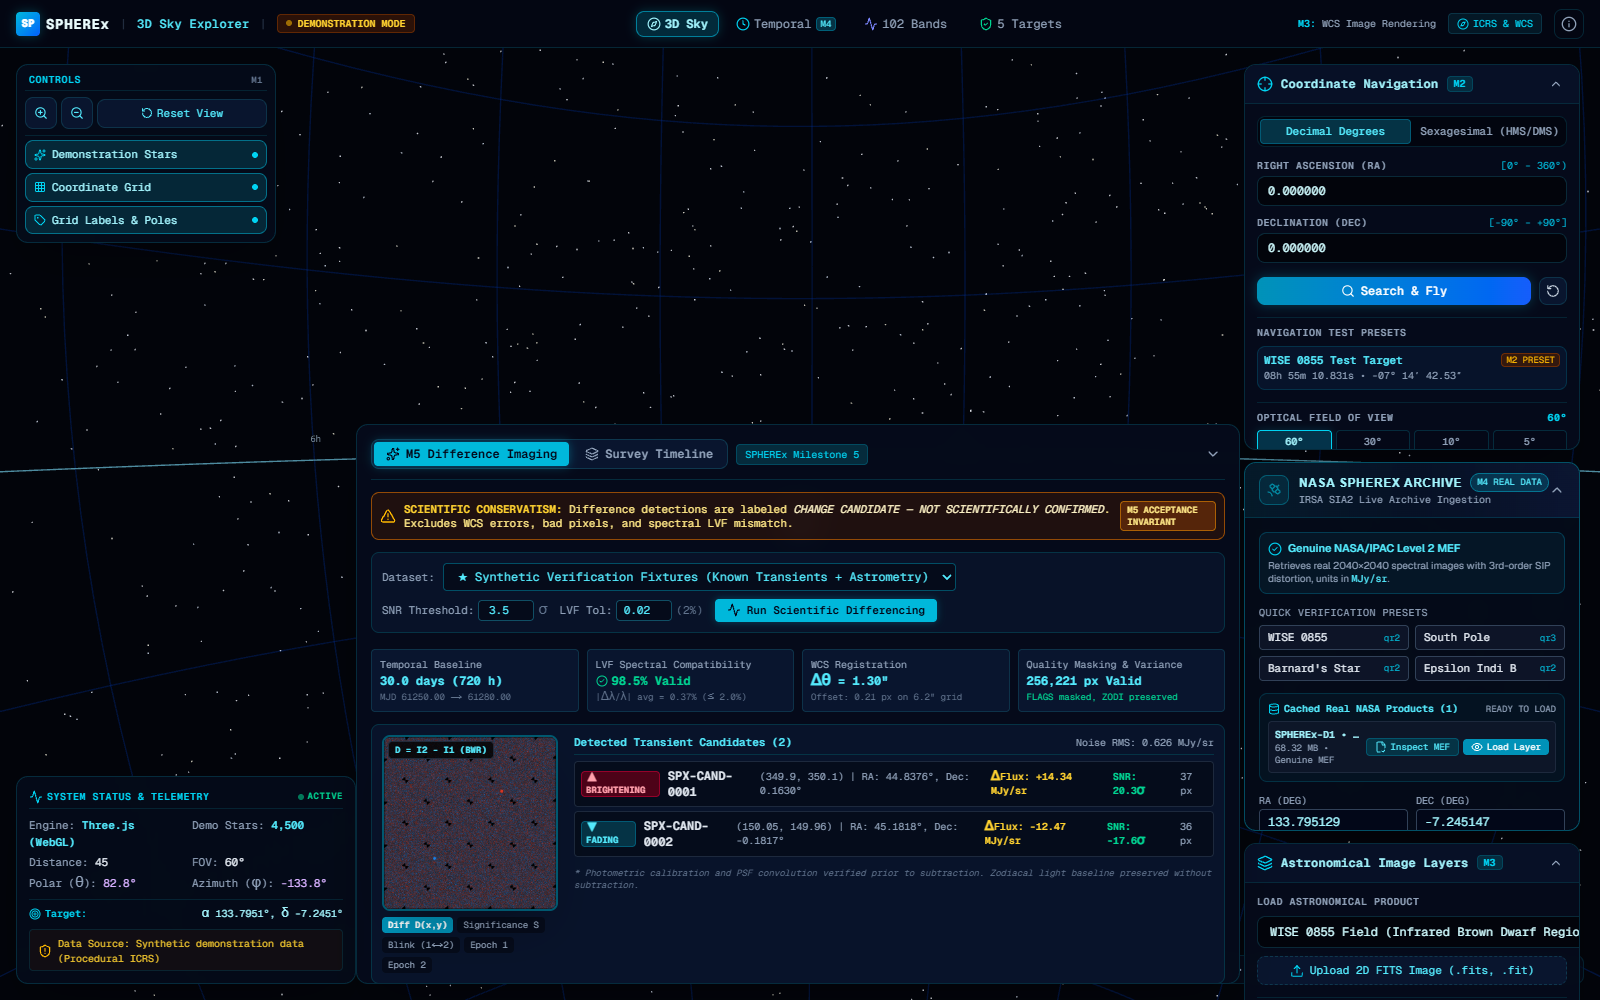 SP SPHEREx | 3D Sky Explorer | DEMONSTRATION MODE
3D Sky Temporal M4 102 Bands 5 Targets
M3: WCS Image Rendering ICRS & WCS
CONTROLS M1
Reset View
Demonstration Stars
Coordinate Grid
Grid Labels & Poles
6h
SYSTEM STATUS & TELEMETRY ACTIVE
Engine: Three.js (WebGL) Demo Stars: 4,500
Distance: 45 FOV: 60°
Polar (θ): 82.8° Azimuth (φ): -133.8°
Target: α 133.7951°, δ -7.2451°
Data Source: Synthetic demonstration data
(Procedural ICRS)
M5 Difference Imaging Survey Timeline SPHEREx Milestone 5
SCIENTIFIC CONSERVATISM: Difference detections are labeled CHANGE CANDIDATE — NOT SCIENTIFICALLY CONFIRMED.
Excludes WCS errors, bad pixels, and spectral LVF mismatch.
M5 ACCEPTANCE
INVARIANT
Dataset: ★ Synthetic Verification Fixtures (Known Transients + Astrometry)
SNR Threshold: 3.5 σ LVF Tol: 0.02 (2%) Run Scientific Differencing
Temporal Baseline
30.0 days (720 h)
MJD 61250.00 ⟶ 61280.00
LVF Spectral Compatibility
98.5% Valid
|Δλ/λ| avg = 0.37% (≤ 2.0%)
WCS Registration
Δθ = 1.30"
Offset: 0.21 px on 6.2° grid
Quality Masking & Variance
256,221 px Valid
FLAGS masked, ZODI preserved
D = I2 - I1 (BWR)
Diff D(x,y) Significance S
Blink (1↔2) Epoch 1
Epoch 2
Detected Transient Candidates (2) Noise RMS: 0.626 MJy/sr
▲ BRIGHTENING
SPX-CAND-0001
(349.9, 350.1) | RA: 44.8376°, Dec: 0.1630°
ΔFlux: +14.34 MJy/sr
SNR: 20.3σ
37 px
▼ FADING
SPX-CAND-0002
(150.05, 149.96) | RA: 45.1818°, Dec: -0.1817°
ΔFlux: -12.47 MJy/sr
SNR: -17.6σ
36 px
* Photometric calibration and PSF convolution verified prior to subtraction. Zodiacal light baseline preserved without
subtraction.
Coordinate Navigation M2
Decimal Degrees Sexagesimal (HMS/DMS)
RIGHT ASCENSION (RA) [0° - 360°)
0.000000
DECLINATION (DEC) [-90° - +90°]
0.000000
Search & Fly
NAVIGATION TEST PRESETS
WISE 0855 Test Target M2 PRESET
08h 55m 10.831s • -07° 14' 42.53"
OPTICAL FIELD OF VIEW 60°
60° 30° 10° 5°
NASA SPHEREX ARCHIVE M4 REAL DATA
IRSA SIA2 Live Archive Ingestion
Genuine NASA/IPAC Level 2 MEF
Retrieves real 2040×2040 spectral images with 3rd-order SIP
distortion, units in MJy/sr.
QUICK VERIFICATION PRESETS
WISE 0855 qr2 South Pole qr3
Barnard's Star qr2 Epsilon Indi B qr2
Cached Real NASA Products (1) READY TO LOAD
SPHEREx-D1 • …
68.32 MB •
Genuine MEF
Inspect MEF Load Layer
RA (DEG) DEC (DEG)
133.795129 -7.245147
Astronomical Image Layers M3
LOAD ASTRONOMICAL PRODUCT
WISE 0855 Field (Infrared Brown Dwarf Regio
Upload 2D FITS Image (.fits, .fit)